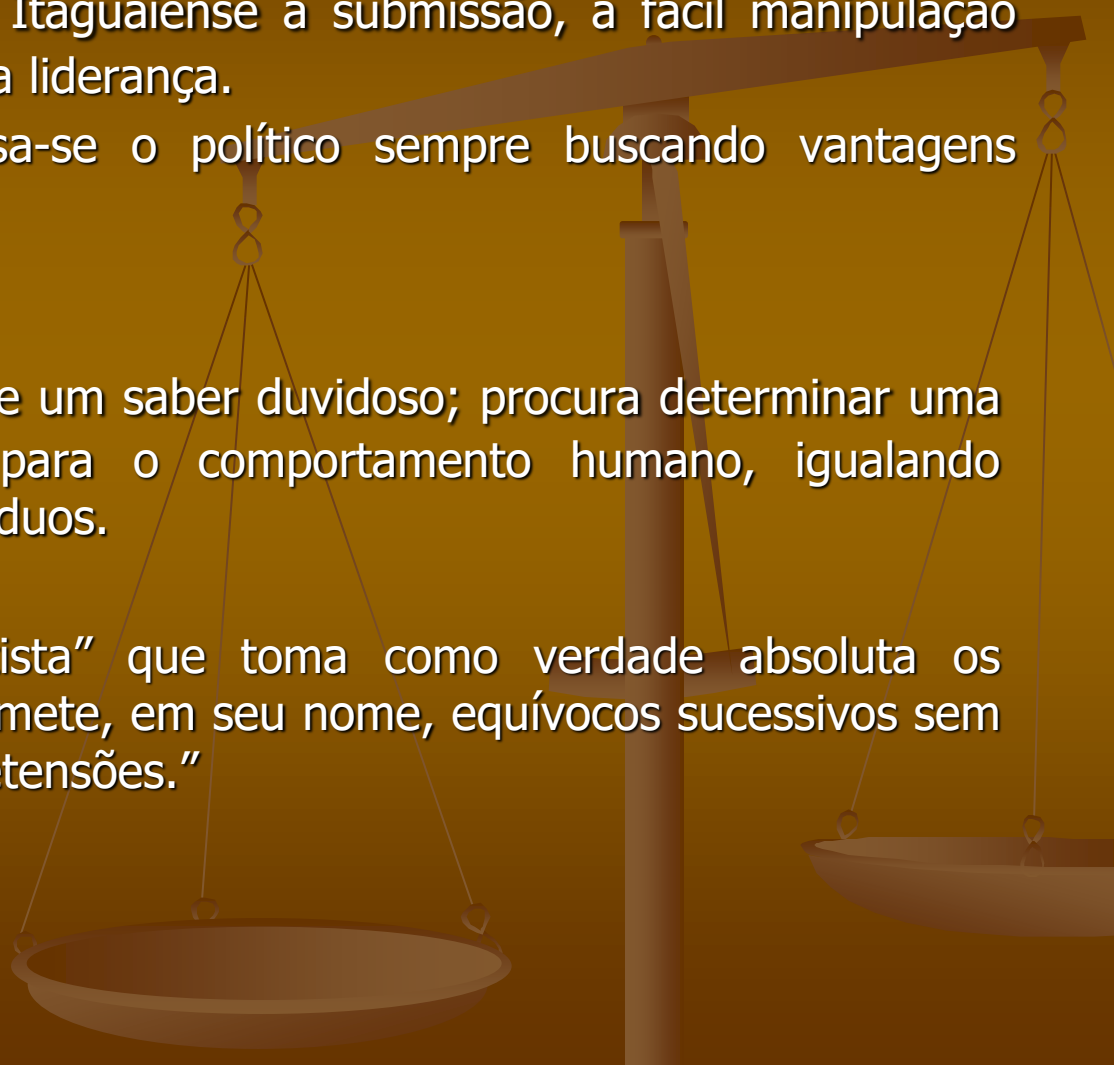 Itaguaiense a submissão, a fácil manipulação
a liderança.
sa-se o político sempre buscando vantagens
e um saber duvidoso; procura determinar uma
para o comportamento humano, igualando
duos.
ista” que toma como verdade absoluta os
mete, em seu nome, equívocos sucessivos sem
etensões.”